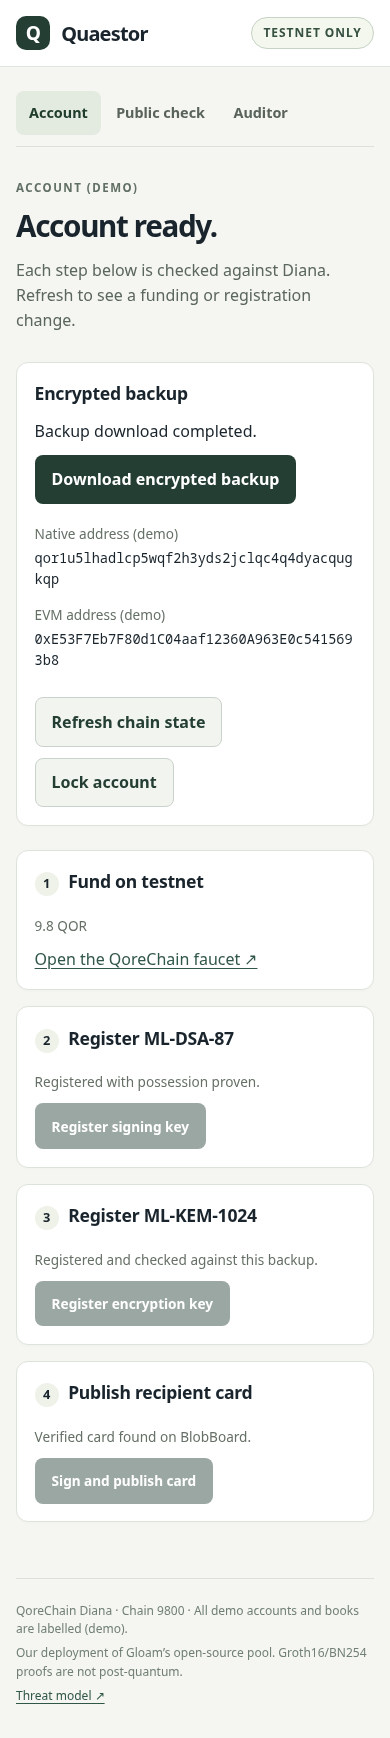 Q Quaestor TESTNET ONLY
Account Public check Auditor
ACCOUNT (DEMO)
Account ready.
Each step below is checked against Diana.
Refresh to see a funding or registration
change.
Encrypted backup
Backup download completed.
Download encrypted backup
Native address (demo)
qor1u5lhadlcp5wqf2h3yds2jclqc4q4dyacqug
kqp
EVM address (demo)
0xE53F7Eb7F80d1C04aaf12360A963E0c541569
3b8
Refresh chain state
Lock account
1 Fund on testnet
9.8 QOR
Open the QoreChain faucet ↗
2 Register ML-DSA-87
Registered with possession proven.
Register signing key
3 Register ML-KEM-1024
Registered and checked against this backup.
Register encryption key
4 Publish recipient card
Verified card found on BlobBoard.
Sign and publish card
QoreChain Diana · Chain 9800 · All demo accounts and books
are labelled (demo).
Our deployment of Gloam’s open-source pool. Groth16/BN254
proofs are not post-quantum.
Threat model ↗